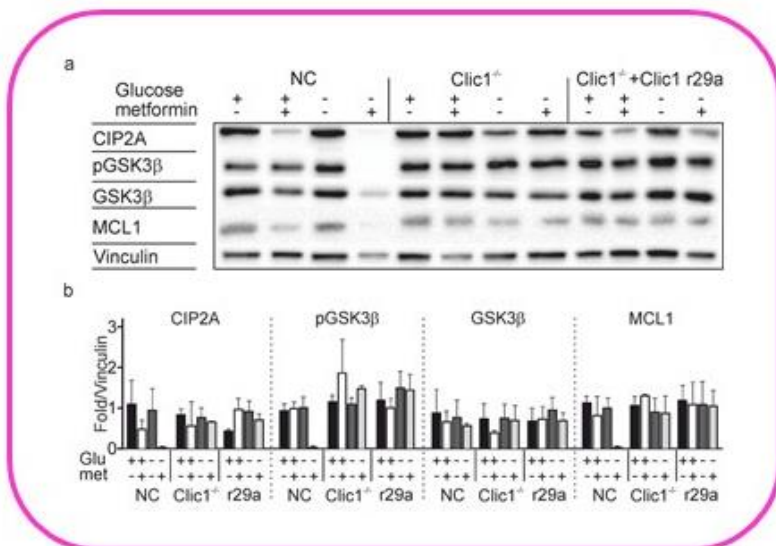 a
NC Clic1-/- Clic1-/-+Clic1 r29a
Glucose + + - - + + - - + + - -
metformin - + - + - + - + - + - +
CIP2A
pGSK3β
GSK3β
MCL1
Vinculin
b
CIP2A pGSK3β GSK3β MCL1
Fold/Vinculin
3
2
1
0
Glu ++-- ++-- ++-- ++-- ++-- ++-- ++-- ++-- ++-- ++-- ++-- ++--
met -+-+ -+-+ -+-+ -+-+ -+-+ -+-+ -+-+ -+-+ -+-+ -+-+ -+-+ -+-+
NC Clic1-/- r29a NC Clic1-/- r29a NC Clic1-/- r29a NC Clic1-/- r29a